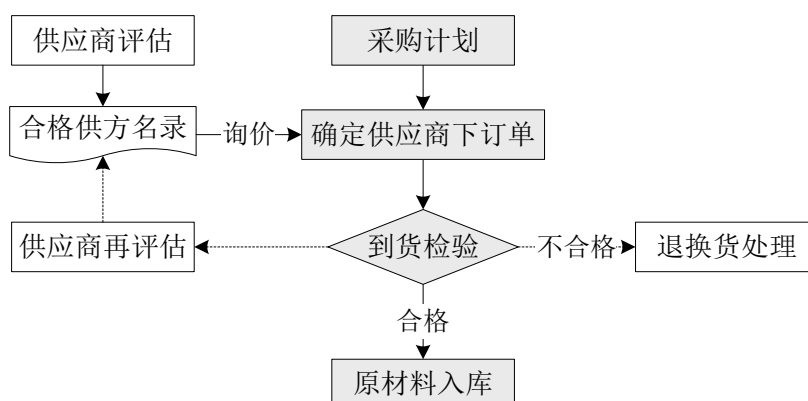 供应商评估
采购计划
合格供方名录
询价
确定供应商下订单
供应商再评估
到货检验
不合格
退换货处理
合格
原材料入库